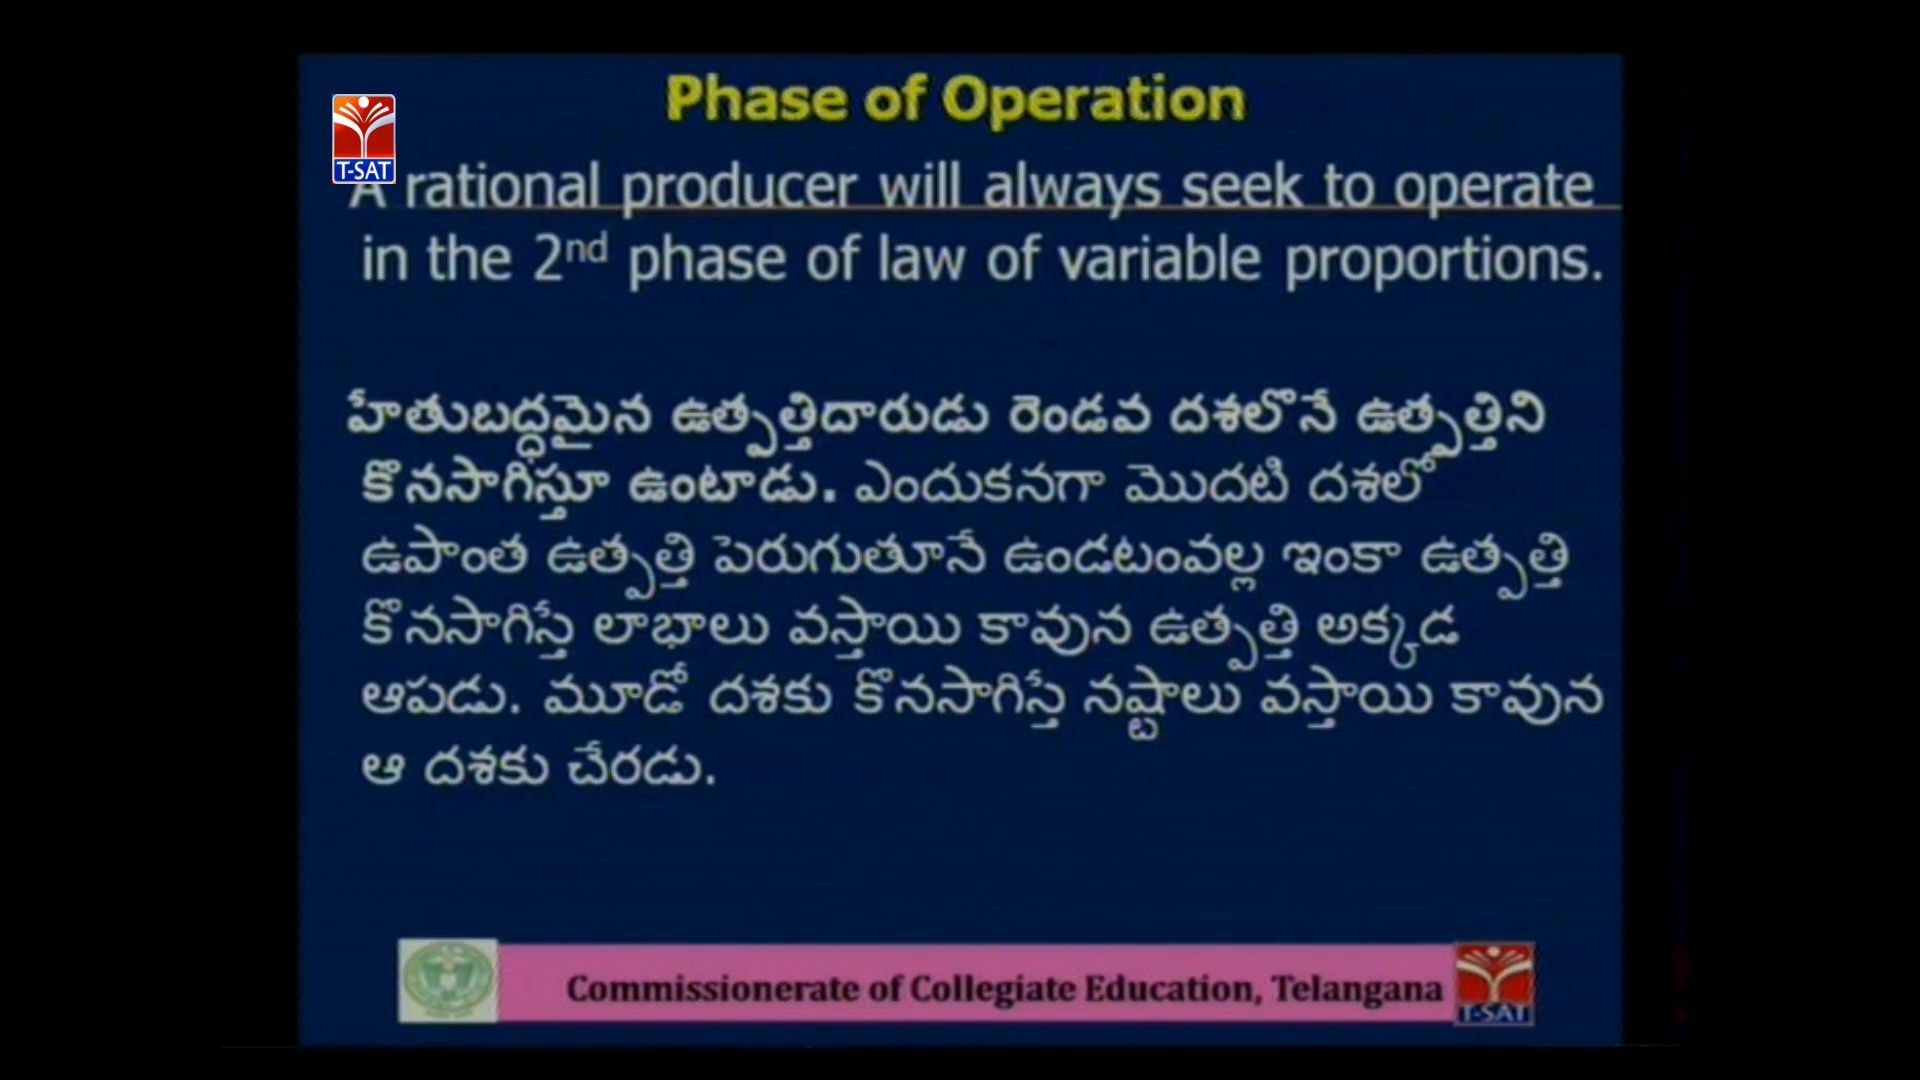 Phase of Operation
T-SAT
A rational producer will always seek to operate
in the 2nd phase of law of variable proportions.
హేతుబద్ధమైన ఉత్పత్తిదారుడు రెండవ దశలొనే ఉత్పత్తిని
కొనసాగిస్తూ ఉంటాడు. ఎందుకనగా మొదటి దశలో
ఉపాంత ఉత్పత్తి పెరుగుతూనే ఉండటంవల్ల ఇంకా ఉత్పత్తి
కొనసాగిస్తే లాభాలు వస్తాయి కావున ఉత్పత్తి అక్కడ
ఆపడు. మూడో దశకు కొనసాగిస్తే నష్టాలు వస్తాయి కావున
ఆ దశకు చేరడు.
Commissionerate of Collegiate Education, Telangana
T-SAT